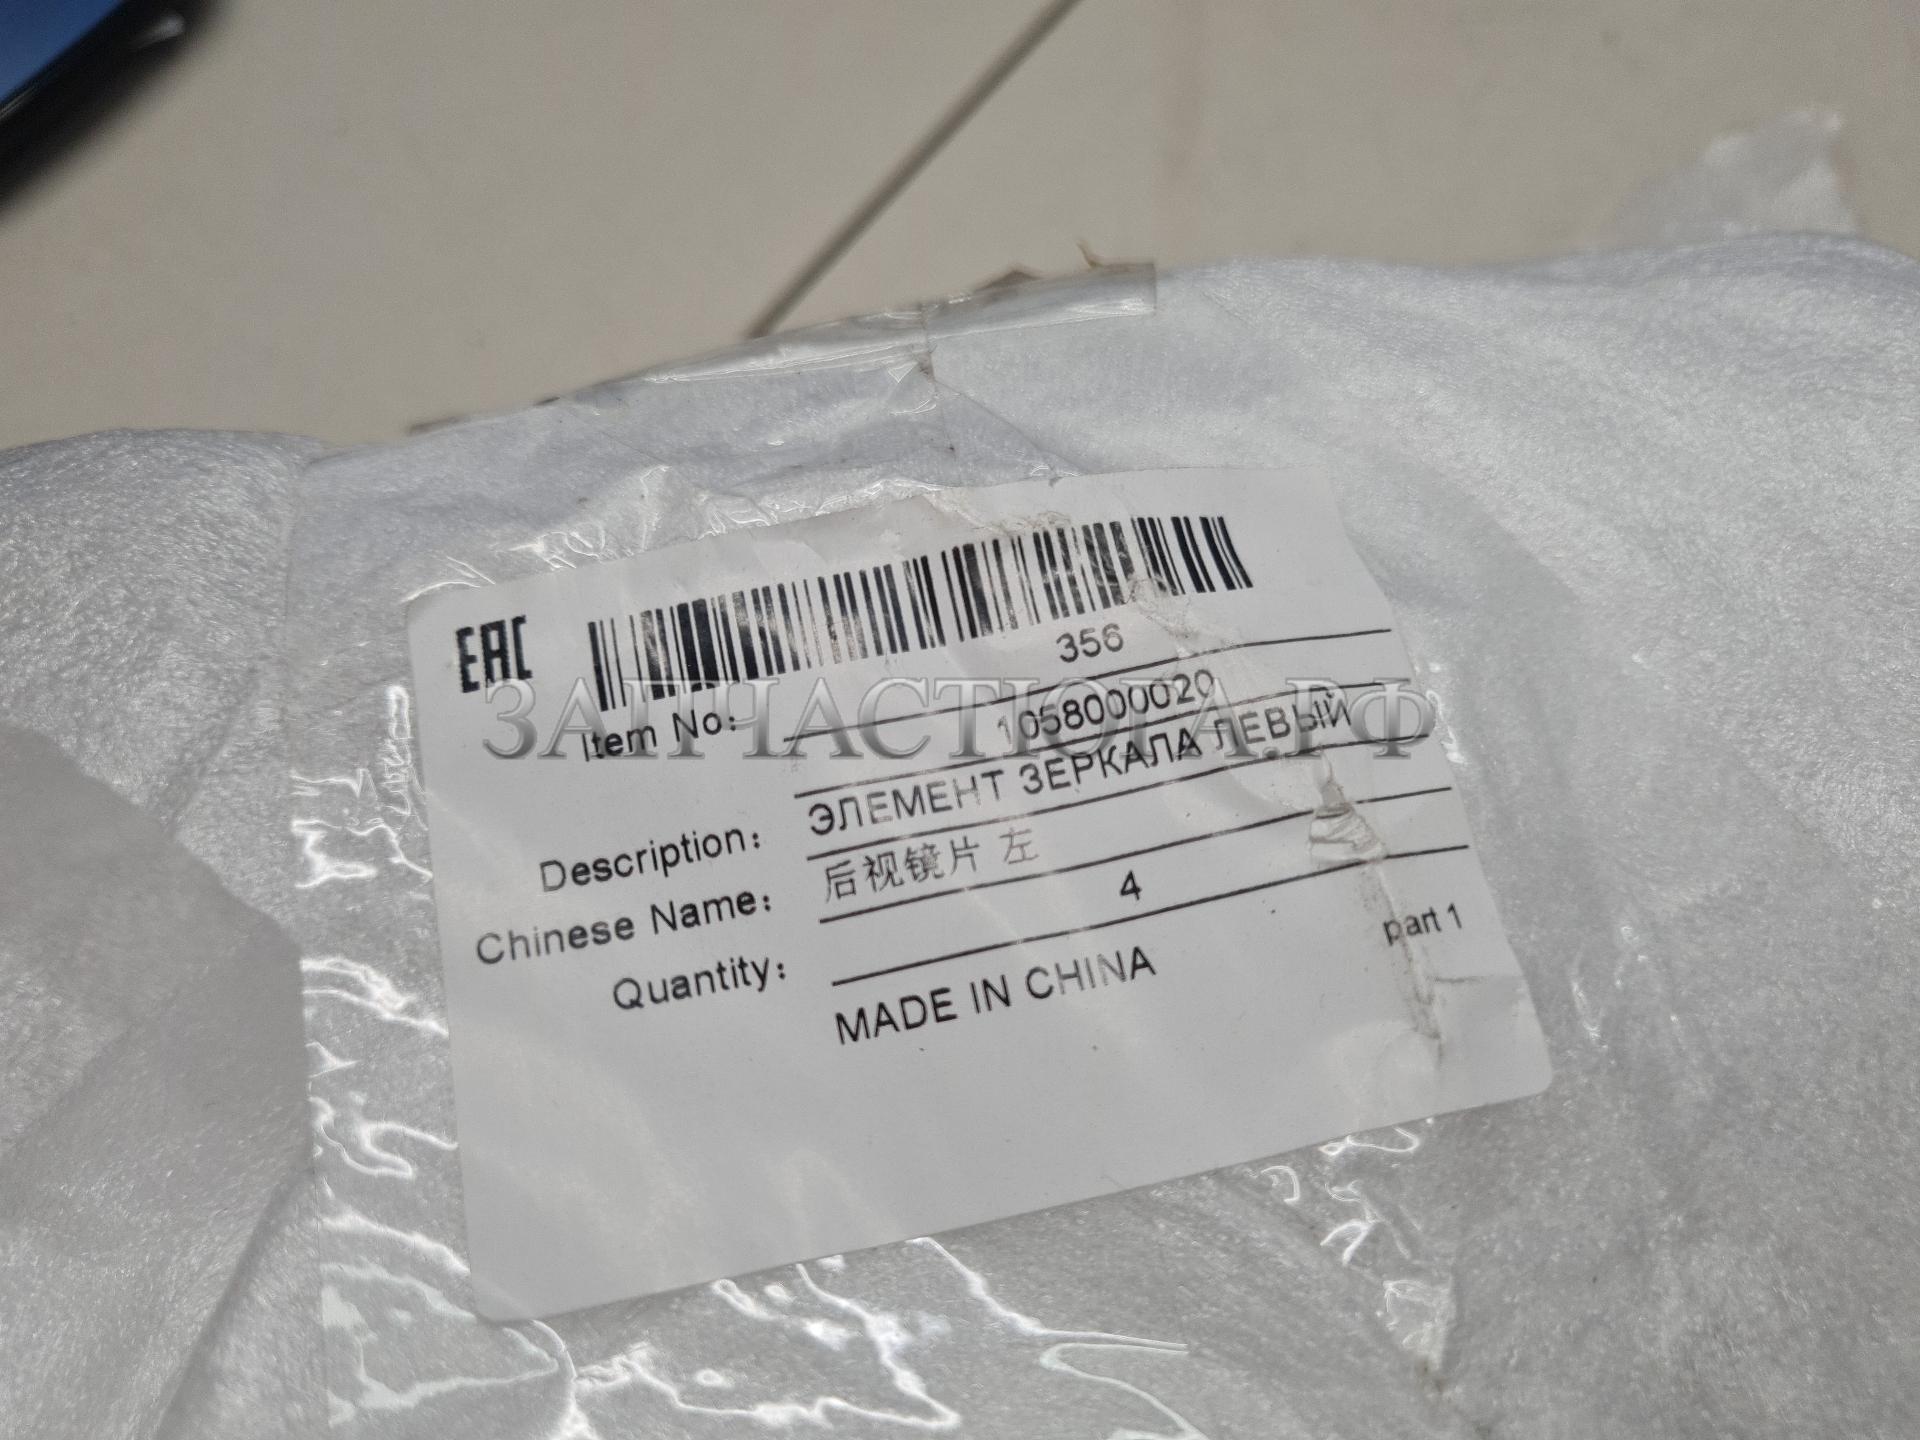 EAC
356
Item No: 1058000020
ЗАПЧАСТЮГА.РФ
Description: ЭЛЕМЕНТ ЗЕРКАЛА ЛЕВЫЙ
Chinese Name: 后视镜片 左
Quantity: 4
part 1
MADE IN CHINA